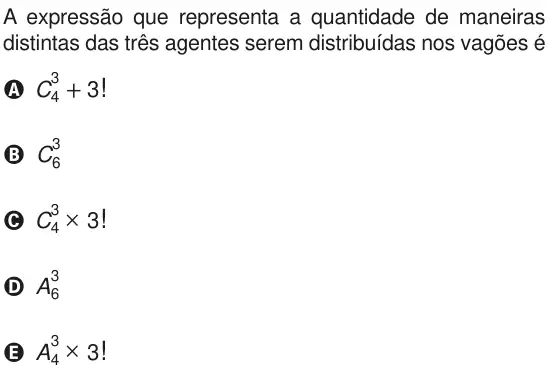 A expressão que representa a quantidade de maneiras
distintas das três agentes serem distribuídas nos vagões é
A C₄³ + 3!
B C₆³
C C₄³ × 3!
D A₆³
E A₄³ × 3!